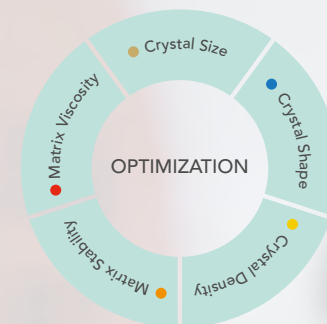 Crystal Size
Crystal Shape
Crystal Density
Matrix Stability
Matrix Viscosity
OPTIMIZATION